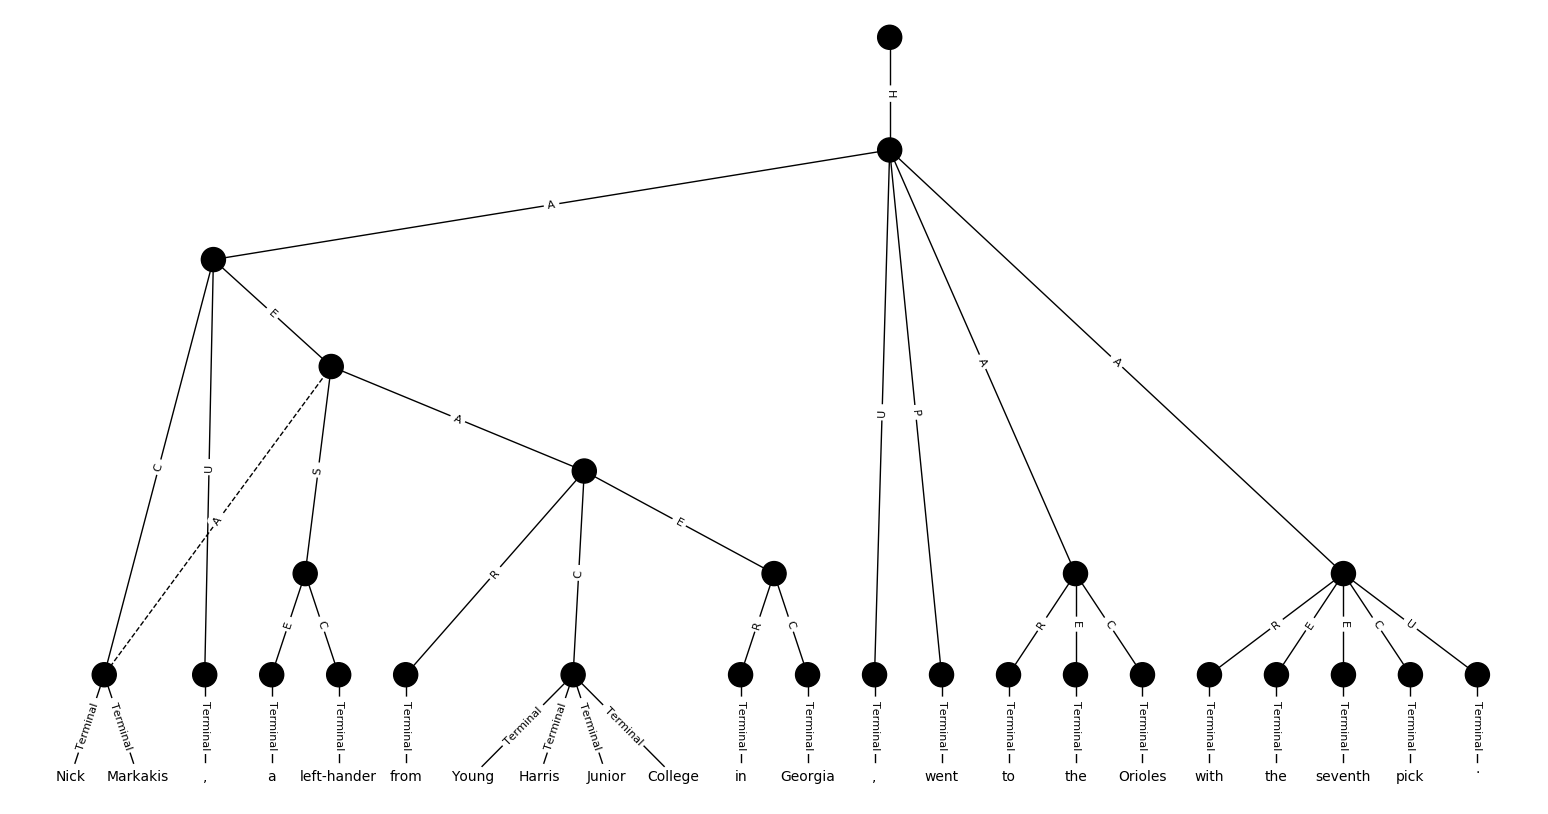 H
A
E
A
C
U
A
S
U
P
A
A
R
C
E
E
C
R
C
R
E
C
R
E
E
C
U
Terminal Terminal Terminal Terminal Terminal Terminal Terminal Terminal Terminal Terminal Terminal Terminal Terminal Terminal Terminal Terminal Terminal Terminal Terminal Terminal Terminal Terminal
Nick Markakis , a left-hander from Young Harris Junior College in Georgia , went to the Orioles with the seventh pick .